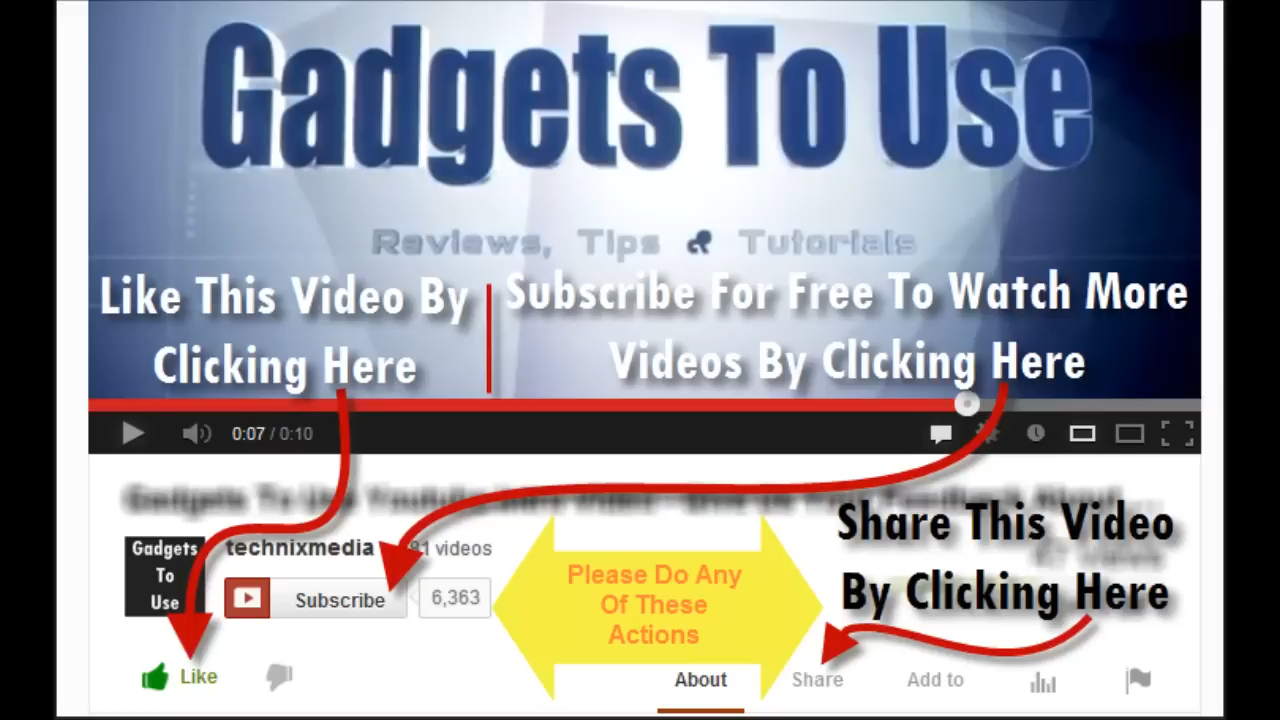 Gadgets To Use
Reviews, Tips & Tutorials
Like This Video By
Clicking Here
Subscribe For Free To Watch More
Videos By Clicking Here
0:07 / 0:10
Share This Video
By Clicking Here
Gadgets
To
Use
technixmedia
81 videos
Subscribe
6,363
Please Do Any
Of These
Actions
Like
About
Share
Add to